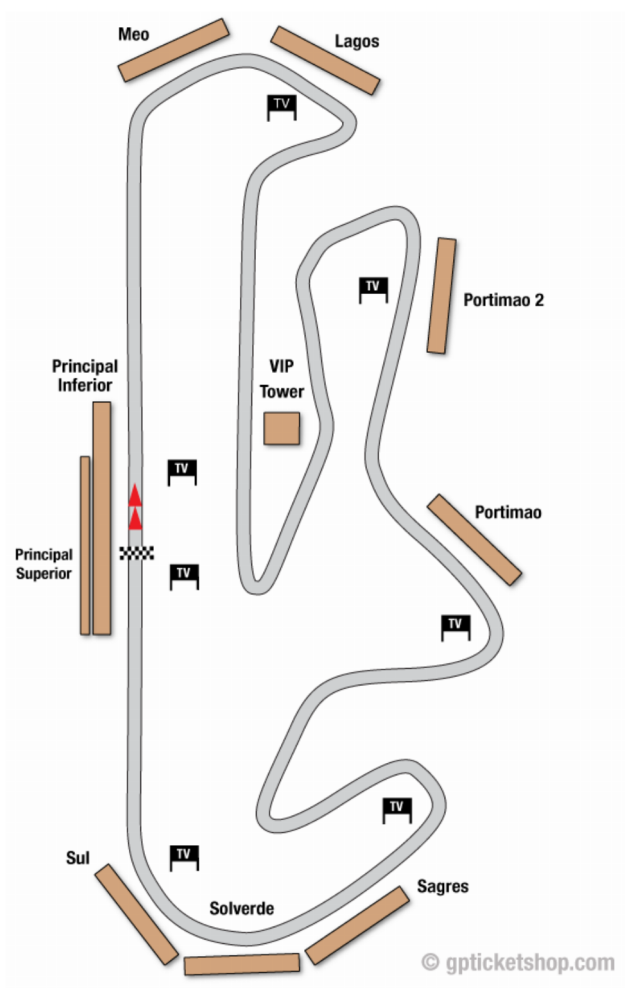 Meo
Lagos
TV
TV
Portimao 2
Principal
Inferior
VIP
Tower
TV
Portimao
Principal
Superior
TV
TV
TV
TV
Sul
Sagres
Solverde
© gpticketshop.com